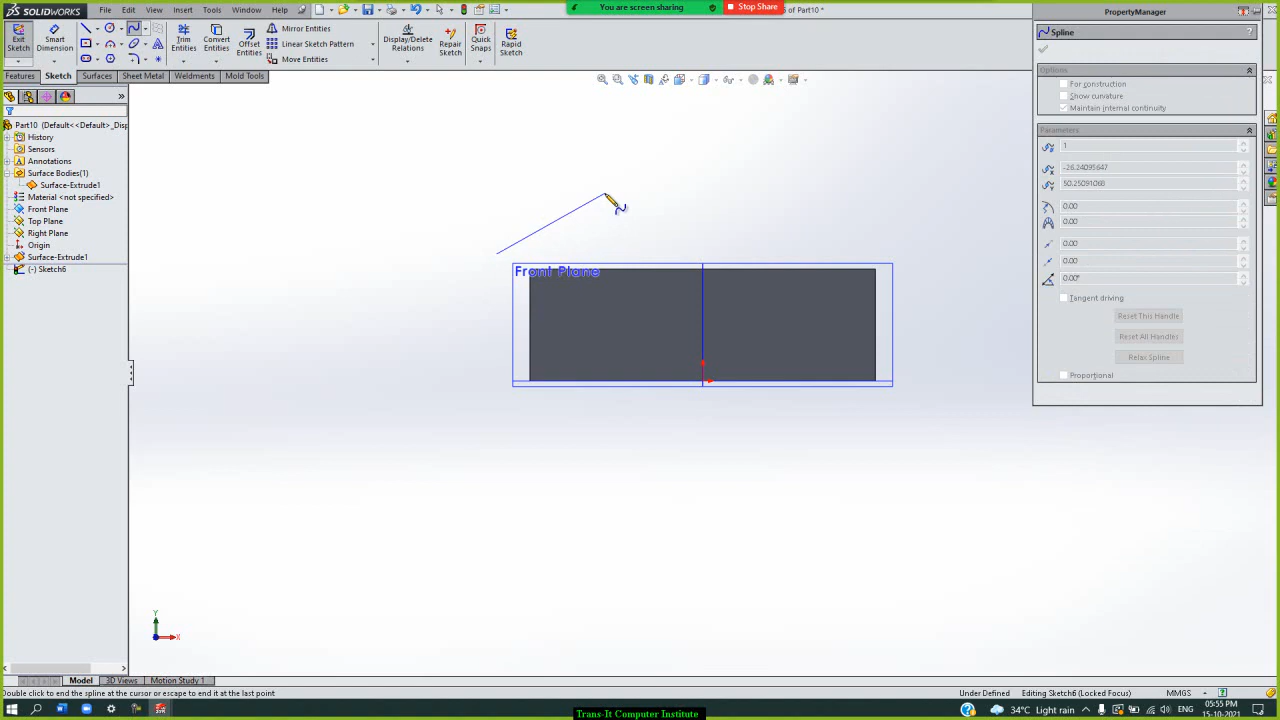 SOLIDWORKS
File Edit View Insert Tools Window Help
You are screen sharing
Stop Share
6 of Part10 *
Exit Sketch
Smart Dimension
Trim Entities
Convert Entities
Offset Entities
Mirror Entities
Linear Sketch Pattern
Move Entities
Display/Delete Relations
Repair Sketch
Quick Snaps
Rapid Sketch
Features Sketch Surfaces Sheet Metal Weldments Mold Tools
Part10 (Default<<Default>_Disp
History
Sensors
Annotations
Surface Bodies(1)
Surface-Extrude1
Material <not specified>
Front Plane
Top Plane
Right Plane
Origin
Surface-Extrude1
(-) Sketch6
Front Plane
Y
X
PropertyManager
Spline
?
Options
For construction
Show curvature
Maintain internal continuity
Parameters
1
-26.24095647
50.25091068
0.00
0.00
0.00
0.00
0.00°
Tangent driving
Reset This Handle
Reset All Handles
Relax Spline
Proportional
Model 3D Views Motion Study 1
Double click to end the spline at the cursor or escape to end it at the last point
Under Defined Editing Sketch6 (Locked Focus) MMGS
34°C Light rain
ENG
05:55 PM
15-10-2021
Trans-It Computer Institute